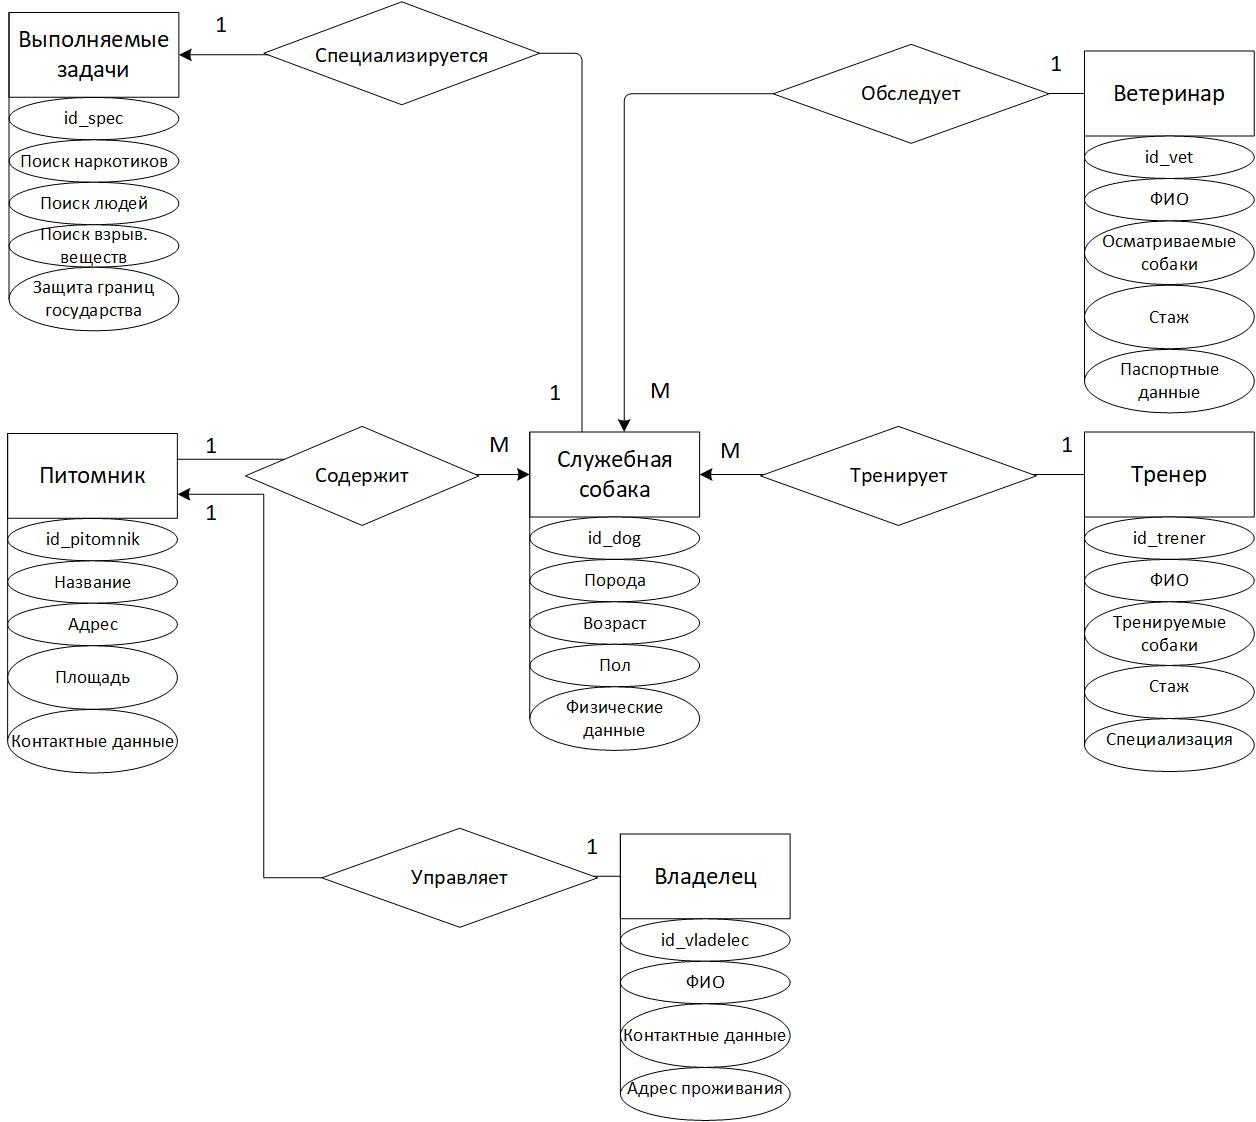 1
Специализируется
Выполняемые
задачи
id_spec
Поиск наркотиков
Поиск людей
Поиск взрыв.
веществ
Защита границ
государства
Обследует
1
Ветеринар
id_vet
ФИО
Осматриваемые
собаки
Стаж
Паспортные
данные
1
М
Питомник
1
Содержит
М
1
id_pitomnik
Название
Адрес
Площадь
Контактные данные
Служебная
собака
id_dog
Порода
Возраст
Пол
Физические
данные
М
Тренирует
1
Тренер
id_trener
ФИО
Тренируемые
собаки
Стаж
Специализация
Управляет
1
Владелец
id_vladelec
ФИО
Контактные данные
Адрес проживания